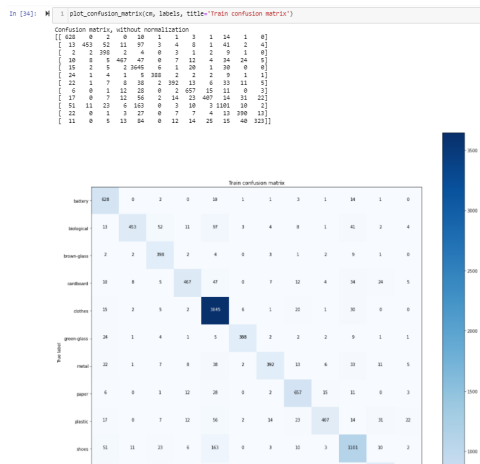 In [34]: 1 plot_confusion_matrix(cm, labels, title='Train confusion matrix')
Confusion matrix, without normalization
[[ 628 0 2 0 10 1 1 3 1 14 1 0]
[ 13 453 52 11 97 3 4 8 1 41 2 4]
[ 2 2 398 2 4 0 3 1 2 9 1 0]
[ 10 8 5 467 47 0 7 12 4 34 24 5]
[ 15 2 5 2 3645 6 1 20 1 30 0 0]
[ 24 1 4 1 5 388 2 2 2 9 1 1]
[ 22 1 7 8 38 2 392 13 6 33 11 5]
[ 6 0 1 12 28 0 2 657 15 11 0 3]
[ 17 0 7 12 56 2 14 23 407 14 31 22]
[ 51 11 23 6 163 0 3 10 3 1101 10 2]
[ 22 0 1 3 27 0 7 7 4 13 390 13]
[ 11 0 5 13 84 0 12 14 25 15 40 323]]
Train confusion matrix
battery 628 0 2 0 1 1 3 1 14 1 0
biological 13 453 52 11 97 3 4 8 1 41 2 4
brown-glass 2 2 398 2 4 0 3 1 2 9 1 0
cardboard 10 8 5 467 47 0 7 12 4 34 24 5
clothes 15 2 5 2 3645 6 1 20 1 30 0 0
green-glass 24 1 4 1 5 388 2 2 2 9 1 1
metal 22 1 7 8 38 2 392 13 6 33 11 5
paper 6 0 1 12 28 0 2 657 15 11 0 3
plastic 17 0 7 12 56 2 14 23 407 14 31 22
shoes 51 11 23 6 163 0 3 10 3 1101 10 2
True label
3500
3000
2500
2000
1500
1000